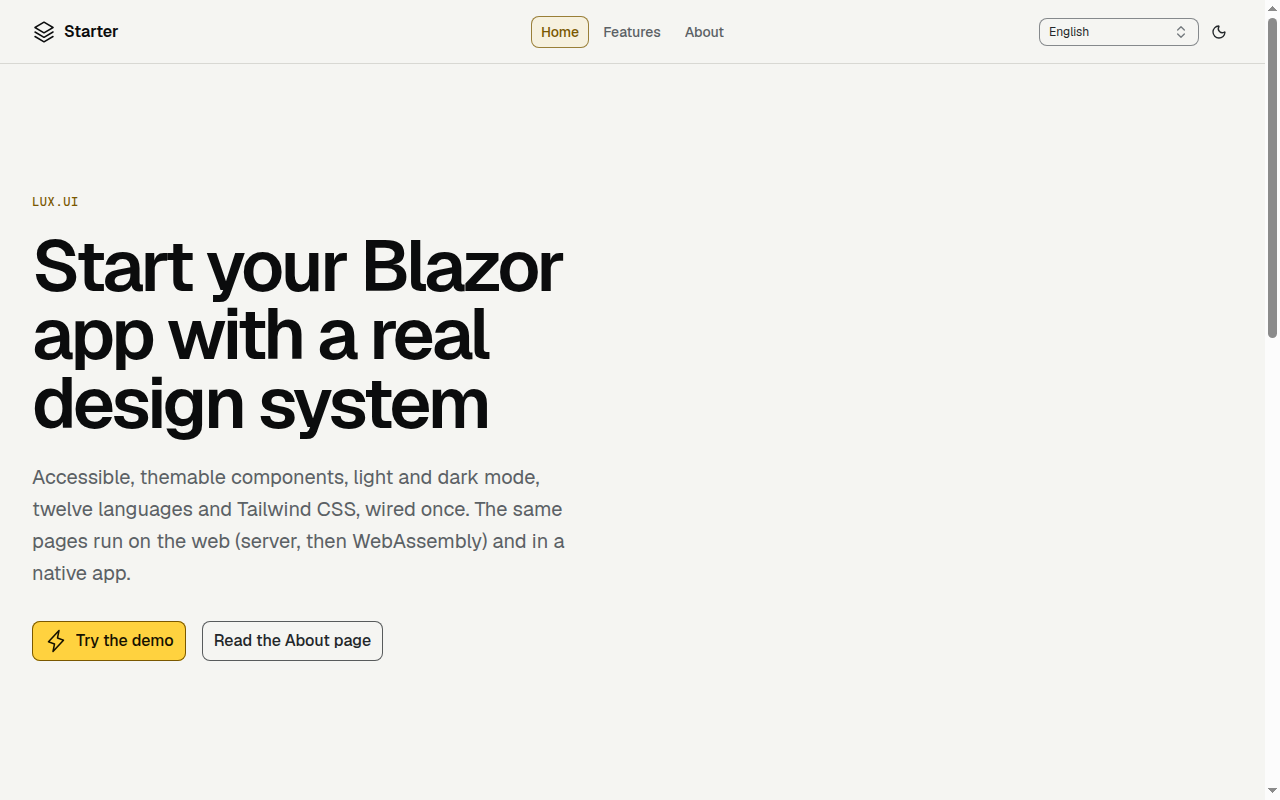 Starter
Home
Features
About
English
LUX.UI
Start your Blazor
app with a real
design system
Accessible, themable components, light and dark mode,
twelve languages and Tailwind CSS, wired once. The same
pages run on the web (server, then WebAssembly) and in a
native app.
Try the demo
Read the About page